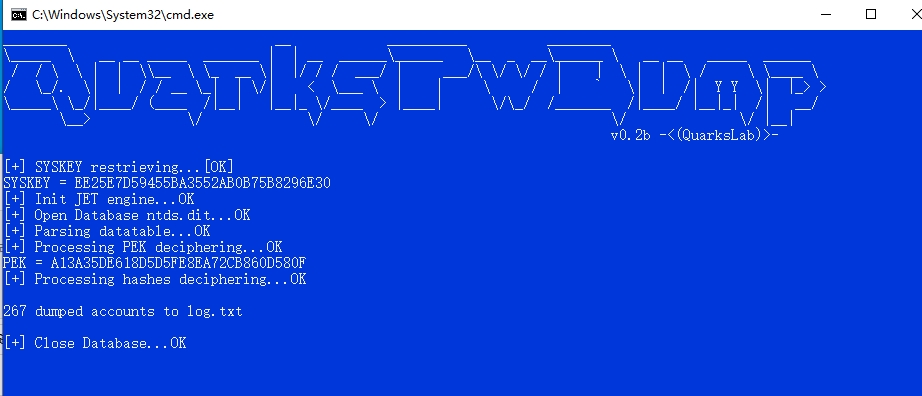 C:\Windows\System32\cmd.exe
QuarksPwDump
v0.2b -<(QuarksLab)>-
[+] SYSKEY restrieving...[OK]
SYSKEY = EE25E7D59455BA3552AB0B75B8296E30
[+] Init JET engine...OK
[+] Open Database ntds.dit...OK
[+] Parsing datatable...OK
[+] Processing PEK deciphering...OK
PEK = A13A35DE618D5D5FE8EA72CB860D580F
[+] Processing hashes deciphering...OK
267 dumped accounts to log.txt
[+] Close Database...OK